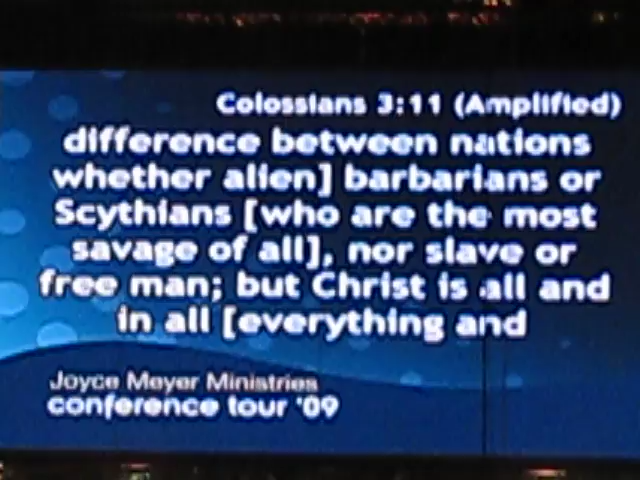 Colossians 3:11 (Amplified)
difference between nations
whether alien] barbarians or
Scythians [who are the most
savage of all], nor slave or
free man; but Christ is all and
in all [everything and
Joyce Meyer Ministries
conference tour '09